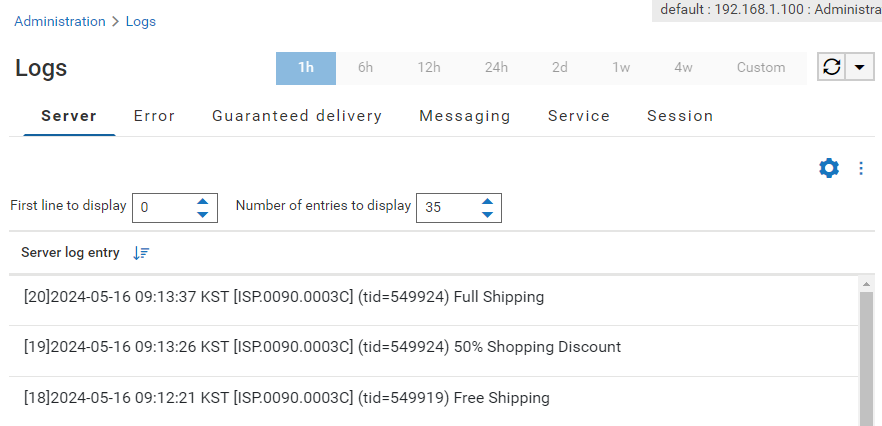 Administration > Logs
default : 192.168.1.100 : Administra
Logs
1h 6h 12h 24h 2d 1w 4w Custom
Server Error Guaranteed delivery Messaging Service Session
First line to display 0 Number of entries to display 35
Server log entry
[20]2024-05-16 09:13:37 KST [ISP.0090.0003C] (tid=549924) Full Shipping
[19]2024-05-16 09:13:26 KST [ISP.0090.0003C] (tid=549924) 50% Shopping Discount
[18]2024-05-16 09:12:21 KST [ISP.0090.0003C] (tid=549919) Free Shipping